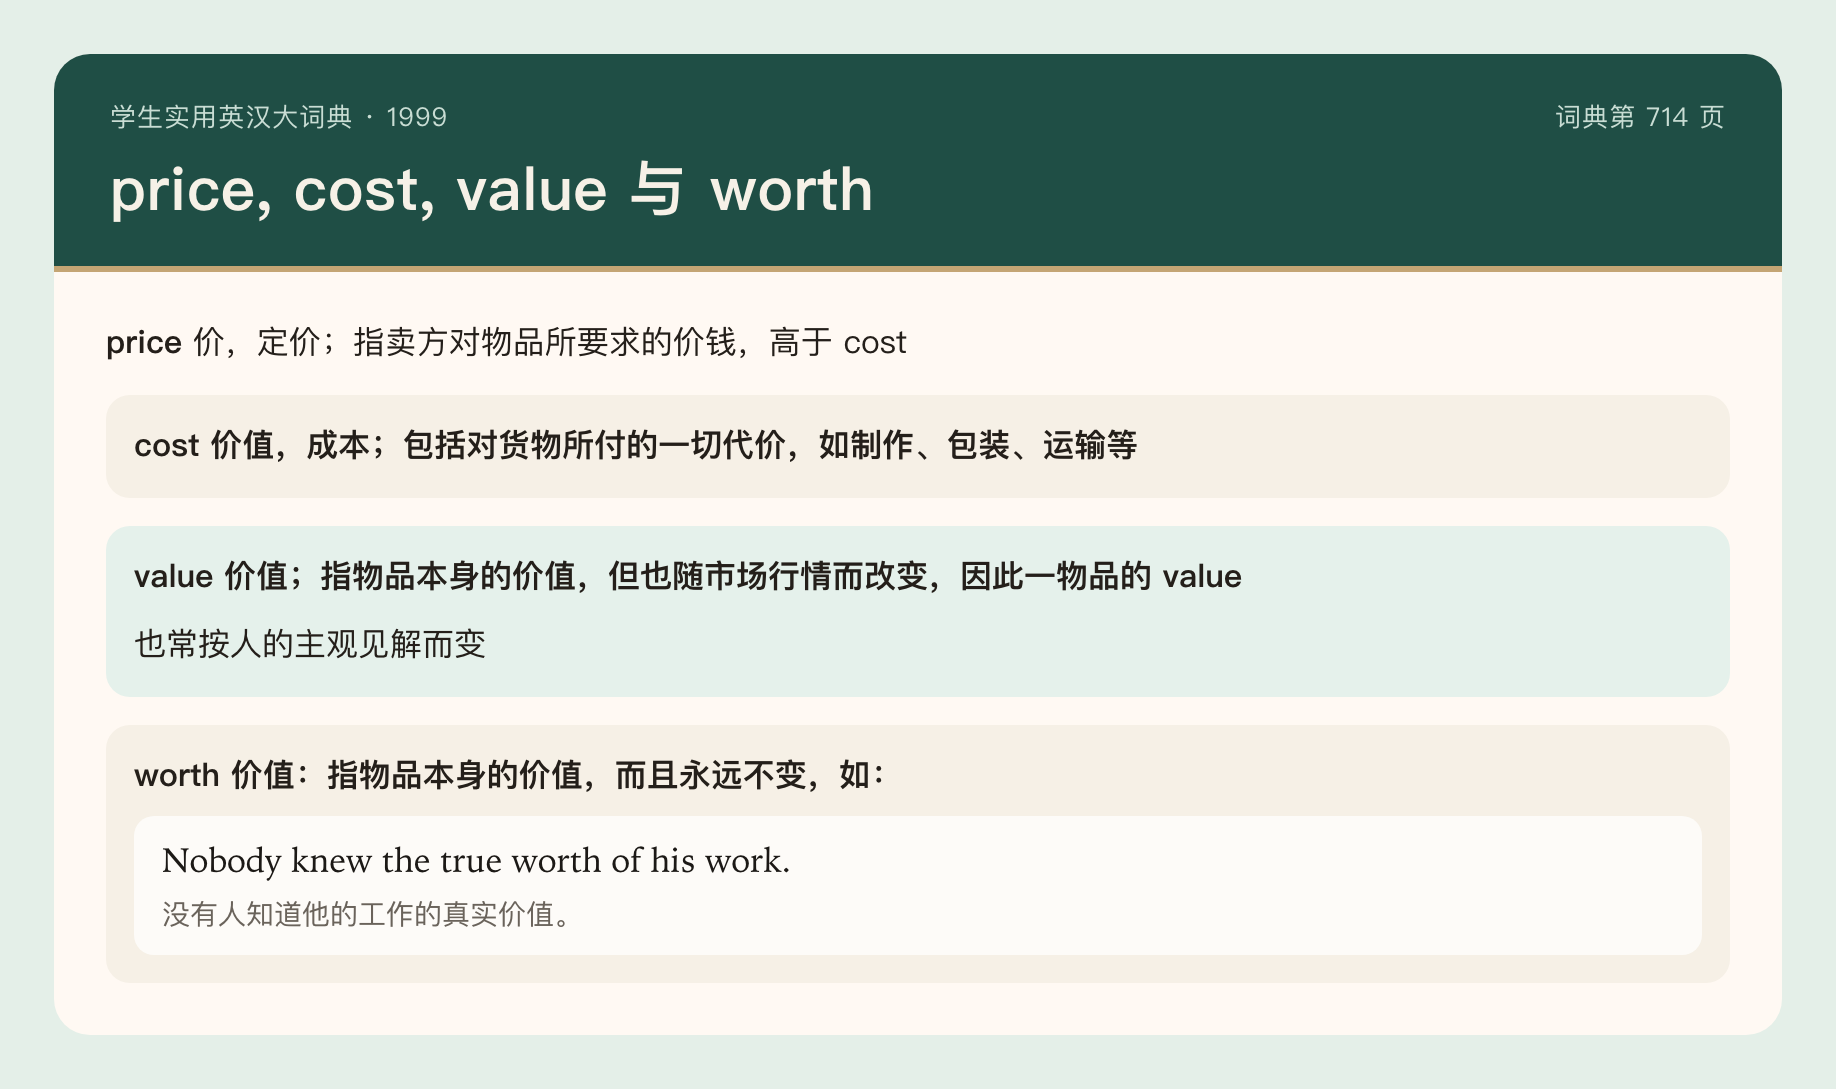 学生实用英汉大词典 · 1999
词典第 714 页
price, cost, value 与 worth
price 价，定价；指卖方对物品所要求的价钱，高于 cost
cost 价值，成本；包括对货物所付的一切代价，如制作、包装、运输等
value 价值；指物品本身的价值，但也随市场行情而改变，因此一物品的 value
也常按人的主观见解而变
worth 价值：指物品本身的价值，而且永远不变，如：
Nobody knew the true worth of his work.
没有人知道他的工作的真实价值。